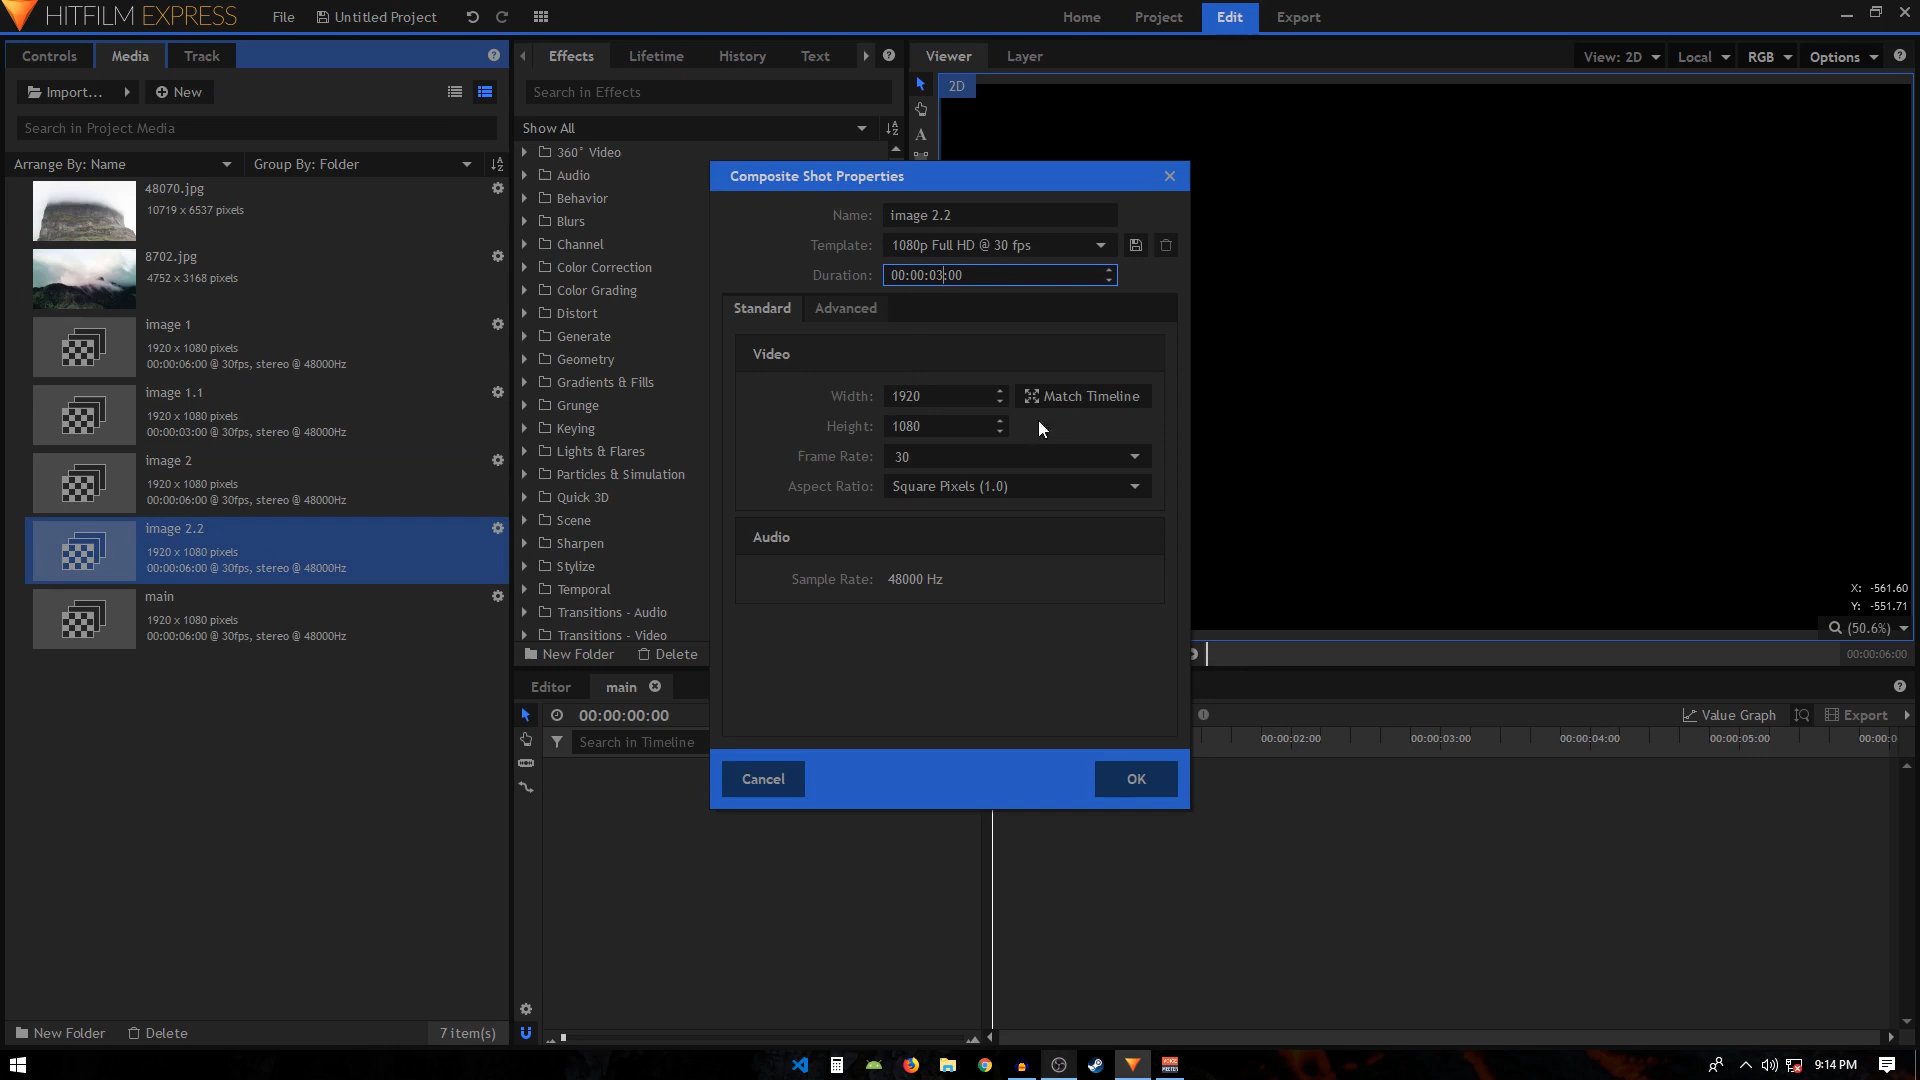 HITFILM EXPRESS
File
Untitled Project
Home
Project
Edit
Export
Controls
Media
Track
Effects
Lifetime
History
Text
Viewer
Layer
View: 2D
Local
RGB
Options
Import...
New
Search in Project Media
Arrange By: Name
Group By: Folder
48070.jpg
10719 x 6537 pixels
8702.jpg
4752 x 3168 pixels
image 1
1920 x 1080 pixels
00:00:06:00 @ 30fps, stereo @ 48000Hz
image 1.1
1920 x 1080 pixels
00:00:03:00 @ 30fps, stereo @ 48000Hz
image 2
1920 x 1080 pixels
00:00:06:00 @ 30fps, stereo @ 48000Hz
image 2.2
1920 x 1080 pixels
00:00:06:00 @ 30fps, stereo @ 48000Hz
main
1920 x 1080 pixels
00:00:06:00 @ 30fps, stereo @ 48000Hz
New Folder
Delete
7 item(s)
Search in Effects
Show All
360° Video
Audio
Behavior
Blurs
Channel
Color Correction
Color Grading
Distort
Generate
Geometry
Gradients & Fills
Grunge
Keying
Lights & Flares
Particles & Simulation
Quick 3D
Scene
Sharpen
Stylize
Temporal
Transitions - Audio
Transitions - Video
New Folder
Delete
2D
A
Composite Shot Properties
Name: image 2.2
Template: 1080p Full HD @ 30 fps
Duration: 00:00:03:00
Standard
Advanced
Video
Width: 1920
Match Timeline
Height: 1080
Frame Rate: 30
Aspect Ratio: Square Pixels (1.0)
Audio
Sample Rate: 48000 Hz
Cancel
OK
X: -561.60
Y: -551.71
(50.6%)
00:00:06:00
Editor
main
00:00:00:00
Search in Timeline
Value Graph
Export
00:00:02:00
00:00:03:00
00:00:04:00
00:00:05:00
00:00:0
9:14 PM